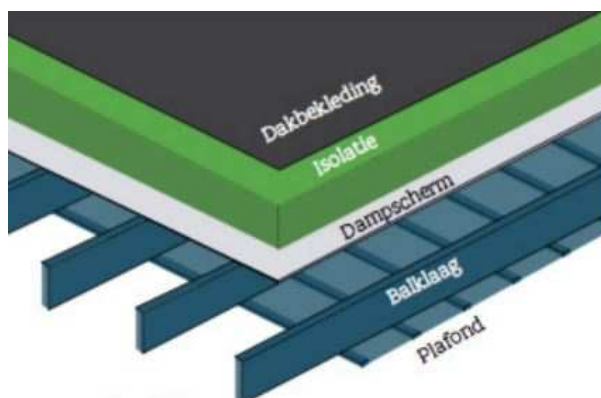 Dakbekleding
Isolatie
Dampscherm
Balklaag
Plafond